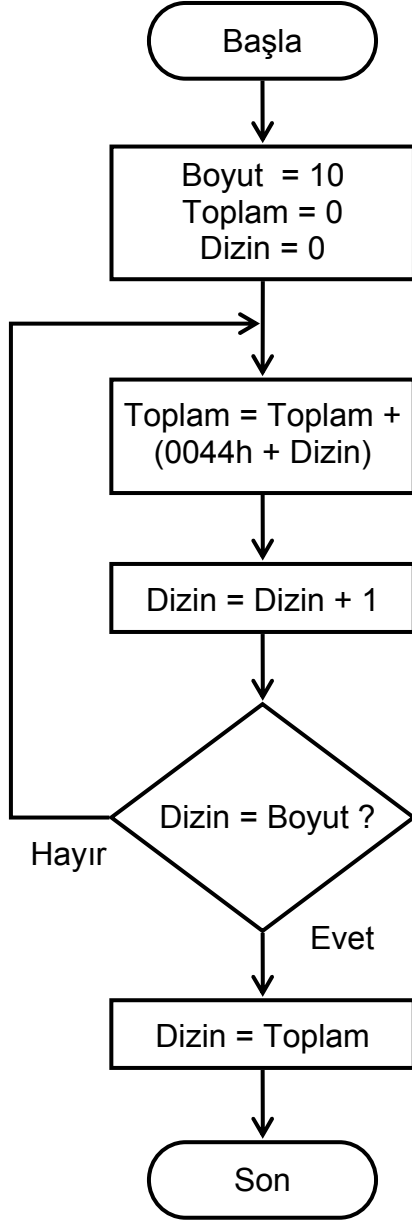 Başla
Boyut = 10
Toplam = 0
Dizin = 0
Toplam = Toplam +
(0044h + Dizin)
Dizin = Dizin + 1
Dizin = Boyut ?
Hayır
Evet
Dizin = Toplam
Son